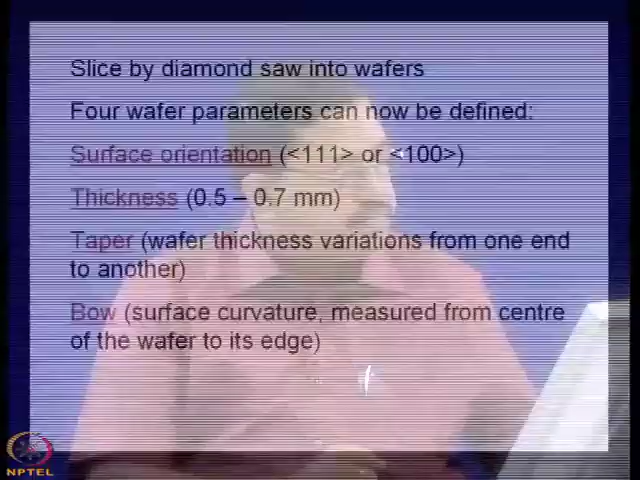 Slice by diamond saw into wafers
Four wafer parameters can now be defined:
Surface orientation (<111> or <100>)
Thickness (0.5 – 0.7 mm)
Taper (wafer thickness variations from one end
to another)
Bow (surface curvature, measured from centre
of the wafer to its edge)
NPTEL